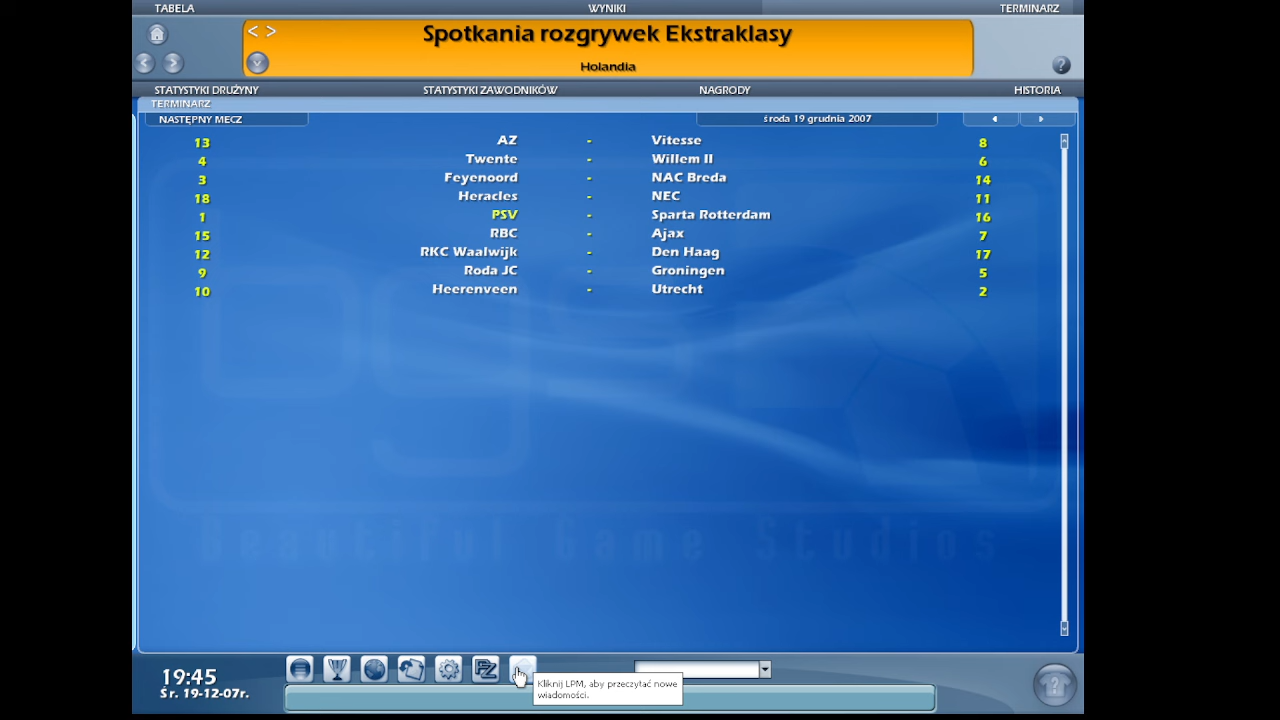 TABELA WYNIKI TERMINARZ
< > Spotkania rozgrywek Ekstraklasy
Holandia
STATYSTYKI DRUŻYNY STATYSTYKI ZAWODNIKÓW NAGRODY HISTORIA
TERMINARZ
NASTĘPNY MECZ środa 19 grudnia 2007
13 AZ - Vitesse 8
4 Twente - Willem II 6
3 Feyenoord - NAC Breda 14
18 Heracles - NEC 11
1 PSV - Sparta Rotterdam 16
15 RBC - Ajax 7
12 RKC Waalwijk - Den Haag 17
9 Roda JC - Groningen 5
10 Heerenveen - Utrecht 2
Beautiful Game Studios
19:45
Śr. 19-12-07r.
Kliknij LPM, aby przeczytać nowe
wiadomości.